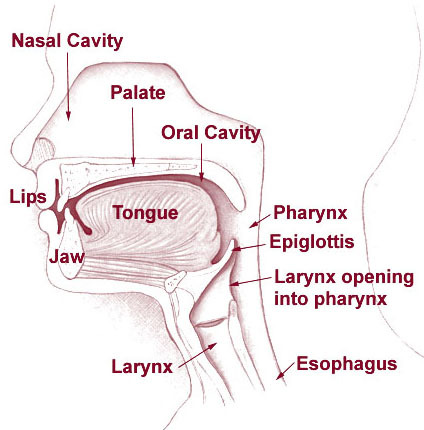 Nasal Cavity
Palate
Oral Cavity
Lips
Tongue
Pharynx
Epiglottis
Jaw
Larynx opening
into pharynx
Larynx
Esophagus